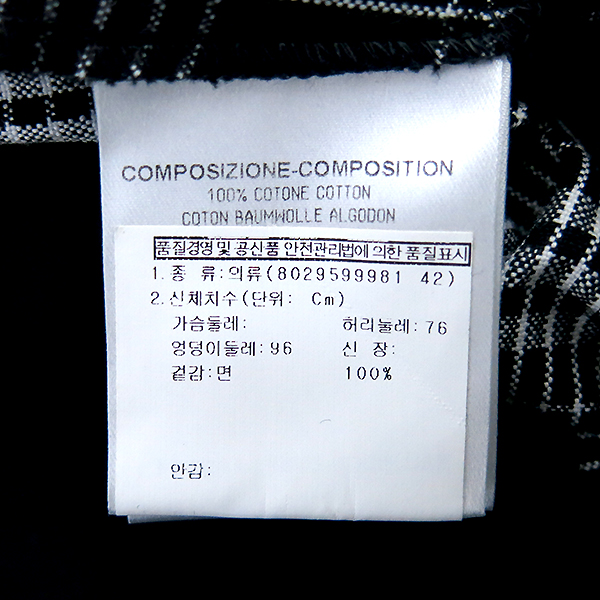 COMPOSIZIONE-COMPOSITION
100% COTONE COTTON
COTON BAUMWOLLE ALGODON
품질경영 및 공산품 안전관리법에 의한 품질표시
1. 종 류:의류(8029599981 42)
2. 신체치수(단위: Cm)
가슴둘레: 허리둘레: 76
엉덩이둘레: 96 신 장:
겉감: 면 100%
안감: